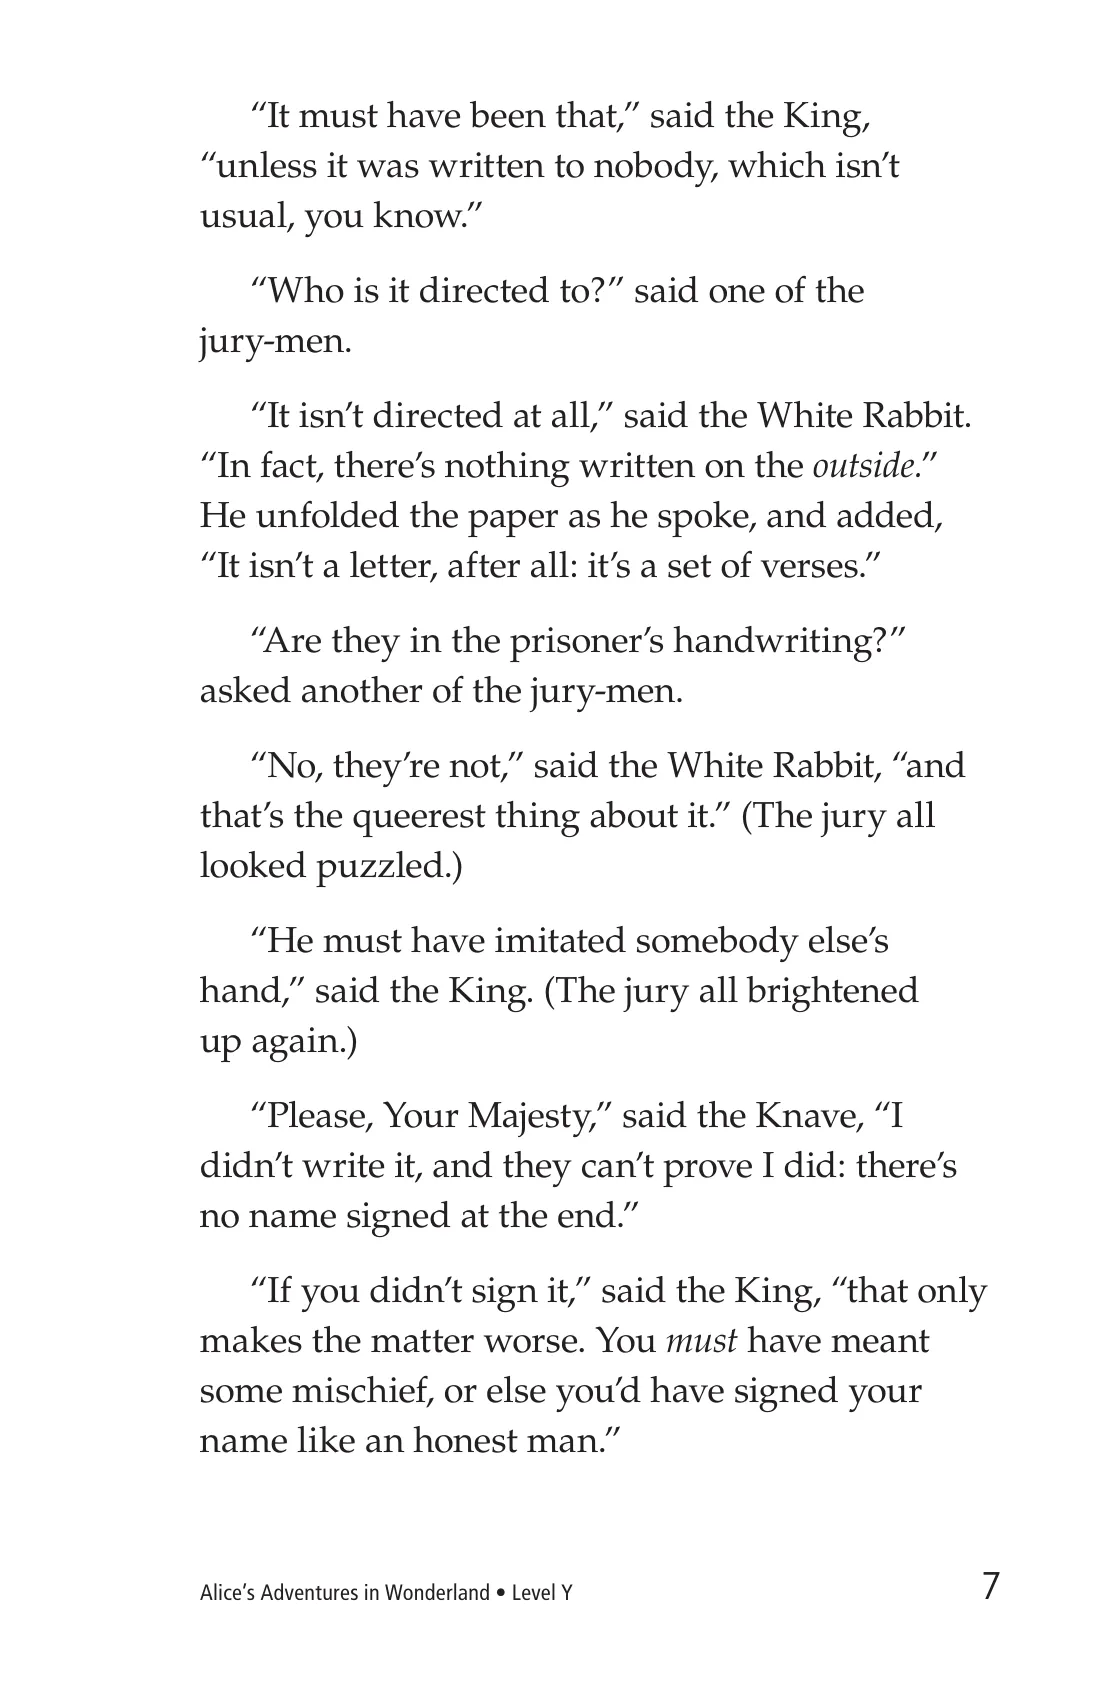 “It must have been that,” said the King,
“unless it was written to nobody, which isn’t
usual, you know.”
“Who is it directed to?” said one of the
jury-men.
“It isn’t directed at all,” said the White Rabbit.
“In fact, there’s nothing written on the outside.”
He unfolded the paper as he spoke, and added,
“It isn’t a letter, after all: it’s a set of verses.”
“Are they in the prisoner’s handwriting?”
asked another of the jury-men.
“No, they’re not,” said the White Rabbit, “and
that’s the queerest thing about it.” (The jury all
looked puzzled.)
“He must have imitated somebody else’s
hand,” said the King. (The jury all brightened
up again.)
“Please, Your Majesty,” said the Knave, “I
didn’t write it, and they can’t prove I did: there’s
no name signed at the end.”
“If you didn’t sign it,” said the King, “that only
makes the matter worse. You must have meant
some mischief, or else you’d have signed your
name like an honest man.”
Alice’s Adventures in Wonderland • Level Y
7